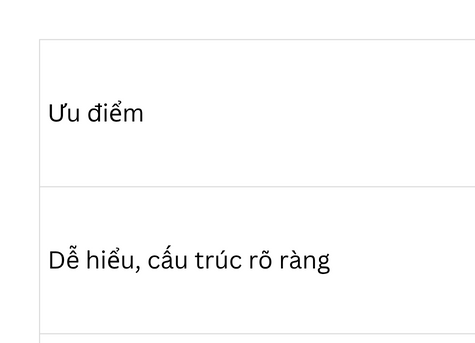 Ưu điểm
Dễ hiểu, cấu trúc rõ ràng